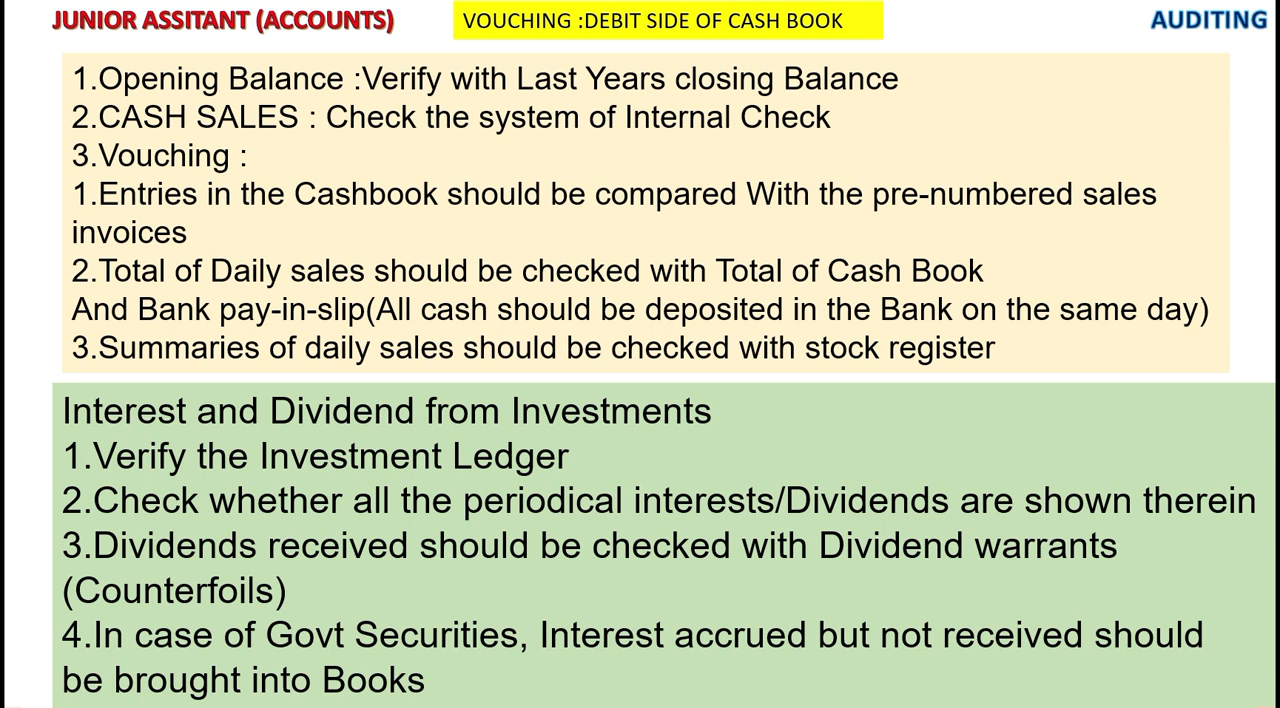 JUNIOR ASSITANT (ACCOUNTS)
VOUCHING :DEBIT SIDE OF CASH BOOK
AUDITING
1.Opening Balance :Verify with Last Years closing Balance
2.CASH SALES : Check the system of Internal Check
3.Vouching :
1.Entries in the Cashbook should be compared With the pre-numbered sales
invoices
2.Total of Daily sales should be checked with Total of Cash Book
And Bank pay-in-slip(All cash should be deposited in the Bank on the same day)
3.Summaries of daily sales should be checked with stock register
Interest and Dividend from Investments
1.Verify the Investment Ledger
2.Check whether all the periodical interests/Dividends are shown therein
3.Dividends received should be checked with Dividend warrants
(Counterfoils)
4.In case of Govt Securities, Interest accrued but not received should
be brought into Books